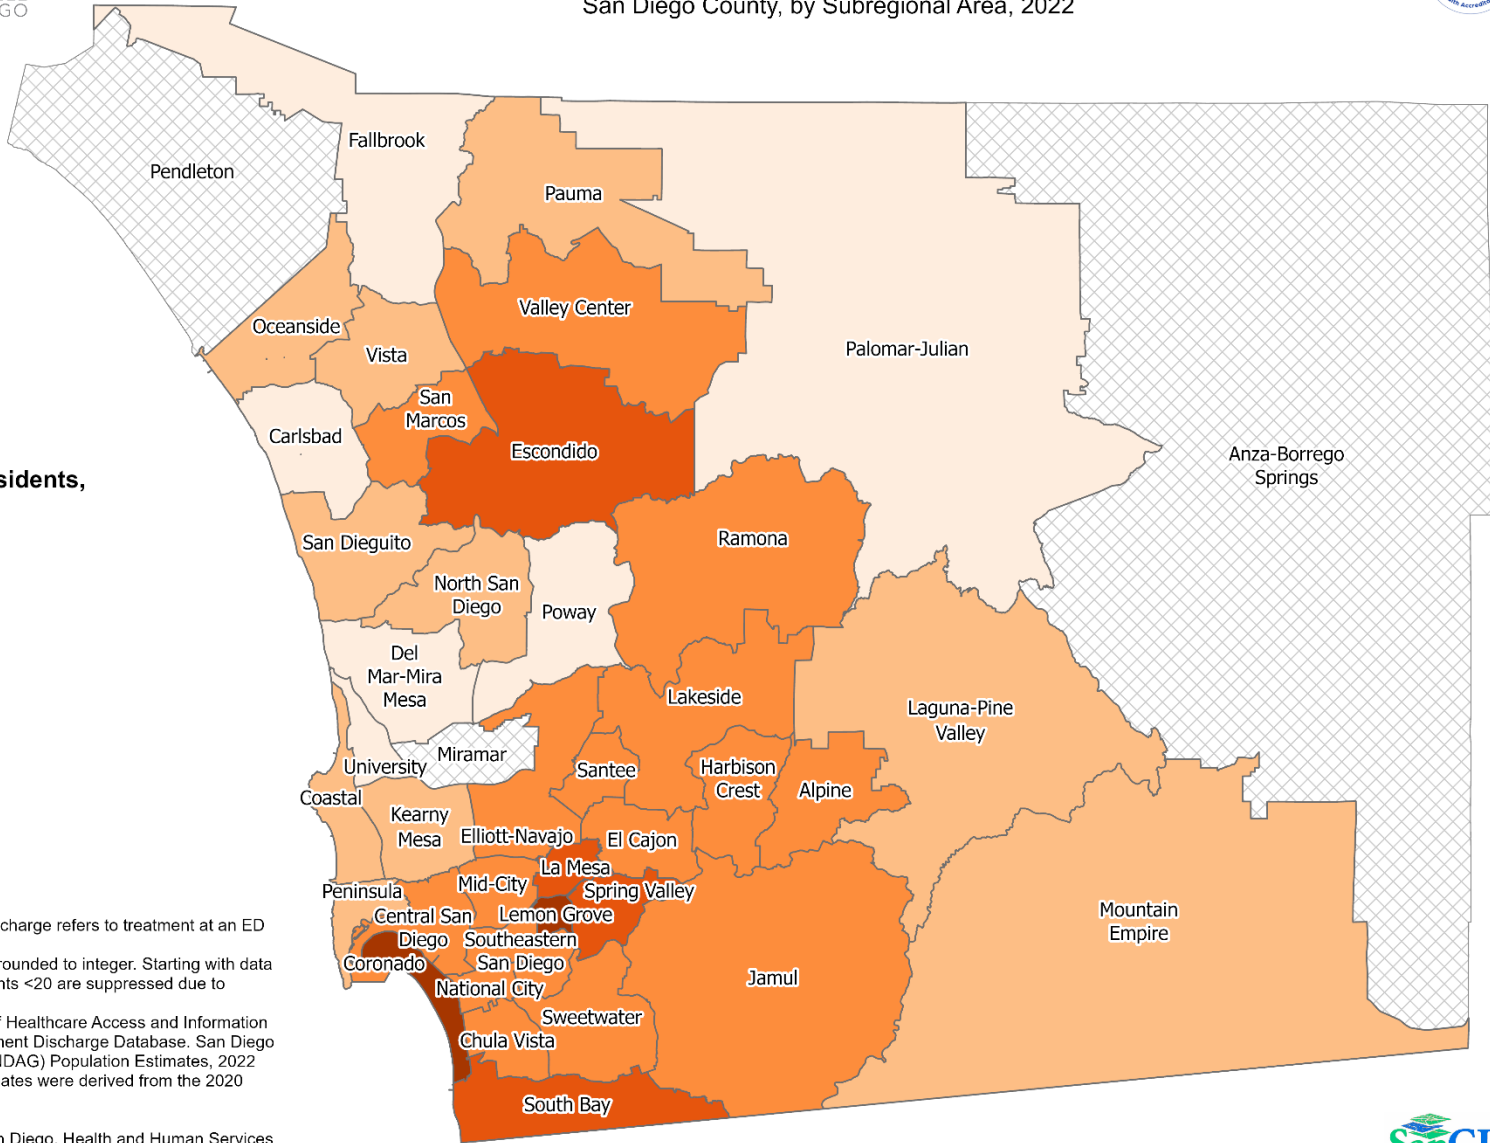 GO
San Diego County, by Subregional Area, 2022
Fallbrook
Pendleton
Pauma
Valley Center
Oceanside
Vista
Palomar-Julian
San
Marcos
Carlsbad
Escondido
Anza-Borrego
Springs
sidents,
San Dieguito
Ramona
North San
Diego
Poway
Del
Mar-Mira
Mesa
Lakeside
Laguna-Pine
Valley
Miramar
University
Santee
Harbison
Crest
Alpine
Coastal
Kearny
Mesa
Elliott-Navajo
El Cajon
La Mesa
Peninsula
Mid-City
Spring Valley
Central San
Diego
Lemon Grove
Mountain
Empire
Southeastern
San Diego
Coronado
National City
Jamul
Sweetwater
Chula Vista
South Bay
charge refers to treatment at an ED
rounded to integer. Starting with data
nts <20 are suppressed due to
f Healthcare Access and Information
ment Discharge Database. San Diego
NDAG) Population Estimates, 2022
ates were derived from the 2020
n Diego, Health and Human Services